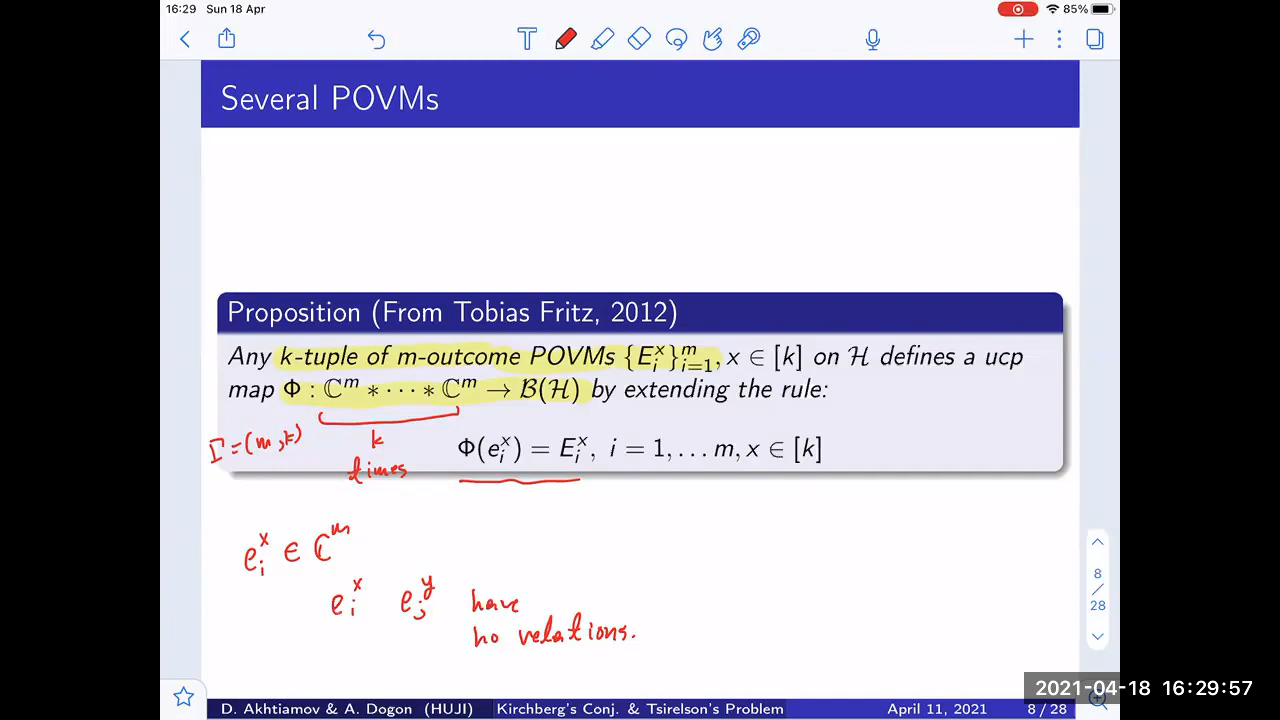 16:29 Sun 18 Apr
85%
Several POVMs
Proposition (From Tobias Fritz, 2012)
Any k-tuple of m-outcome POVMs {E_i^x}_{i=1}^m, x ∈ [k] on ℋ defines a ucp
map Φ : ℂ^m ∗ ⋯ ∗ ℂ^m → ℬ(ℋ) by extending the rule:
Γ=(m,k)
k
times
Φ(e_i^x) = E_i^x, i = 1, . . . m, x ∈ [k]
e_i^x ∈ ℂ^m
e_i^x e_j^y have
no relations.
8
/
28
D. Akhtiamov & A. Dogon (HUJI) Kirchberg's Conj. & Tsirelson's Problem April 11, 2021 8 / 28
2021-04-18 16:29:57